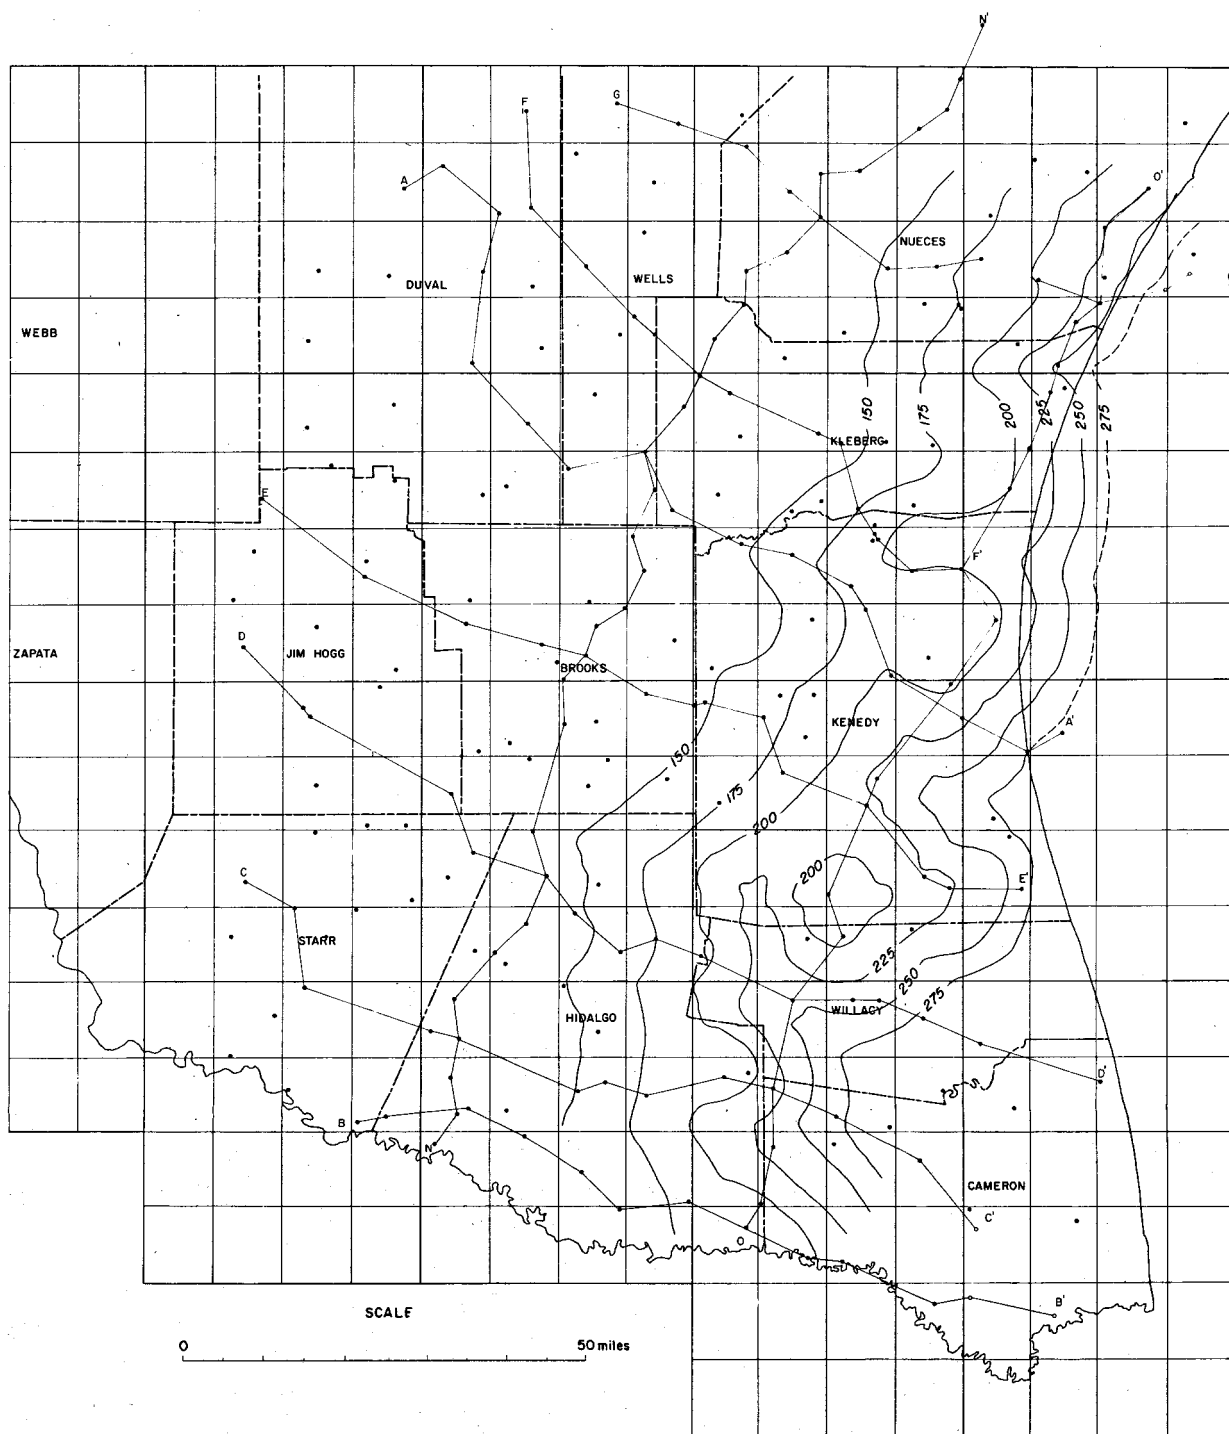 N'
F
G
A
O'
NUECES
DUVAL
WELLS
WEBB
150
175
200
225
250
275
KLEBERG
E
F'
D
ZAPATA
JIM HOGG
BROOKS
KENEDY
A'
150
175
200
200
C
E'
STARR
225
250
275
HIDALGO
WILLACY
D'
B
N
CAMERON
C'
O
B'
SCALE
0
50 miles